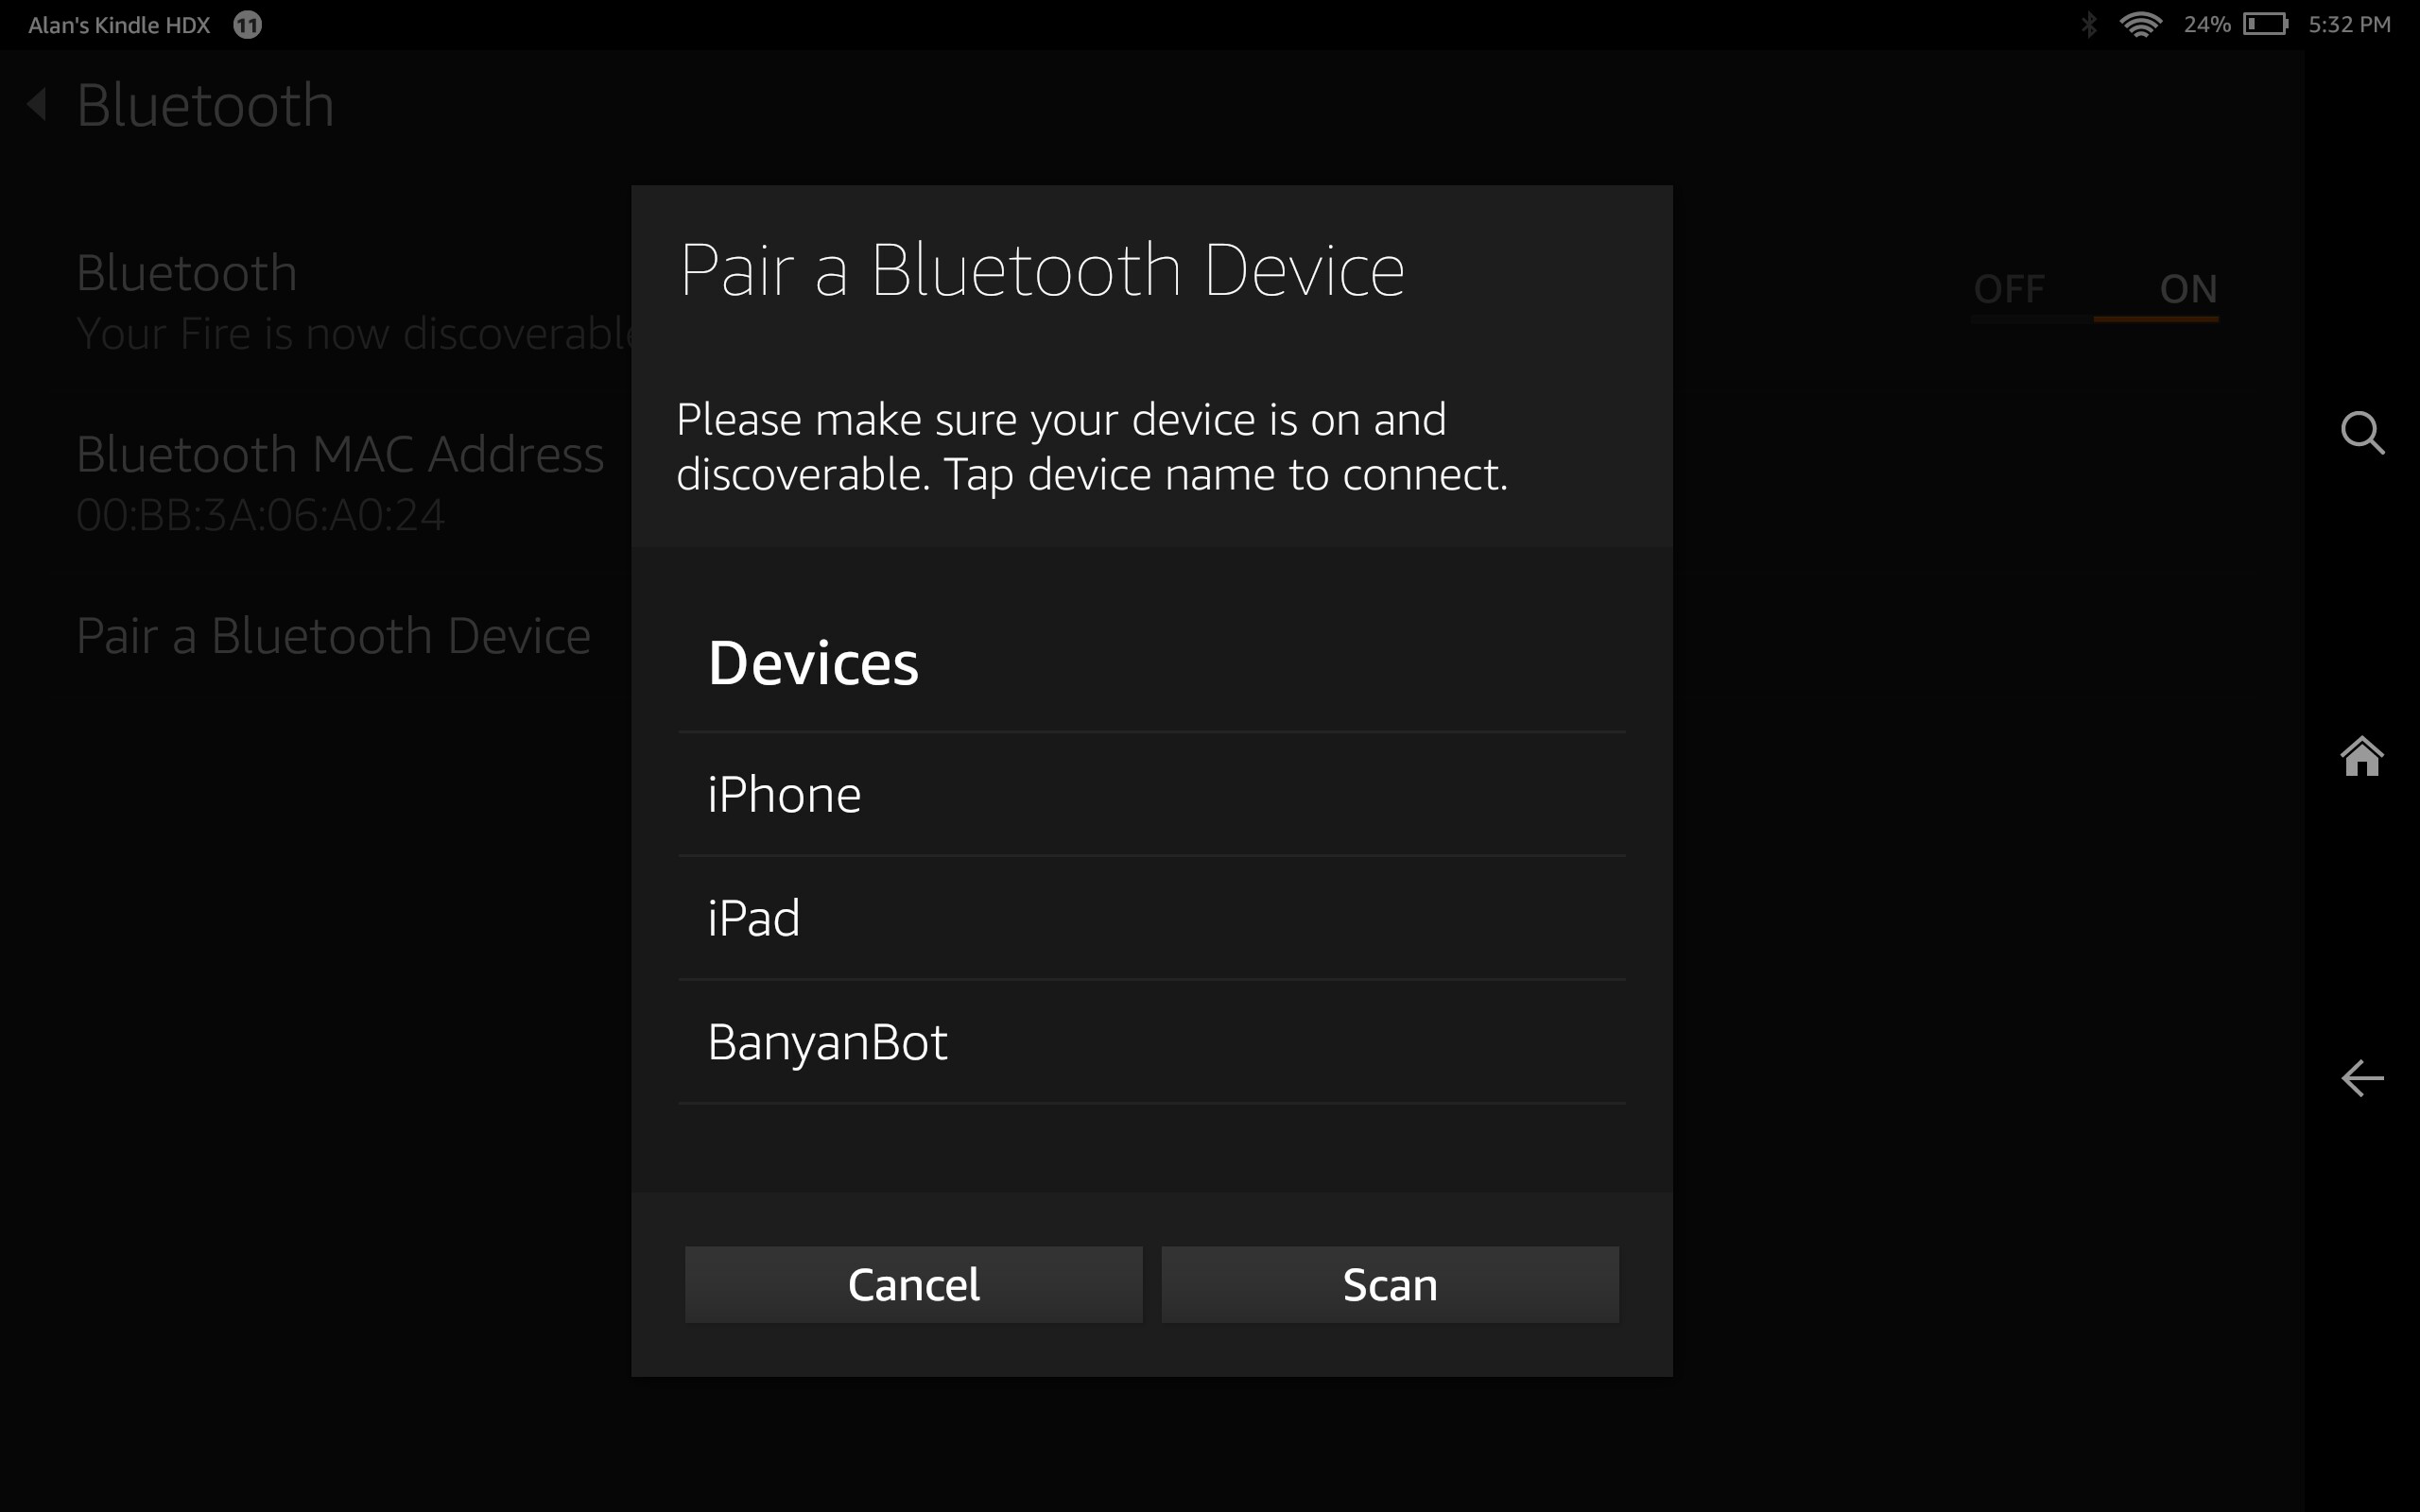 Alan's Kindle HDX 11 24% 5:32 PM
Bluetooth
Bluetooth
Your Fire is now discoverable
OFF ON
Bluetooth MAC Address
00:BB:3A:06:A0:24
Pair a Bluetooth Device
Pair a Bluetooth Device
Please make sure your device is on and
discoverable. Tap device name to connect.
Devices
iPhone
iPad
BanyanBot
Cancel Scan